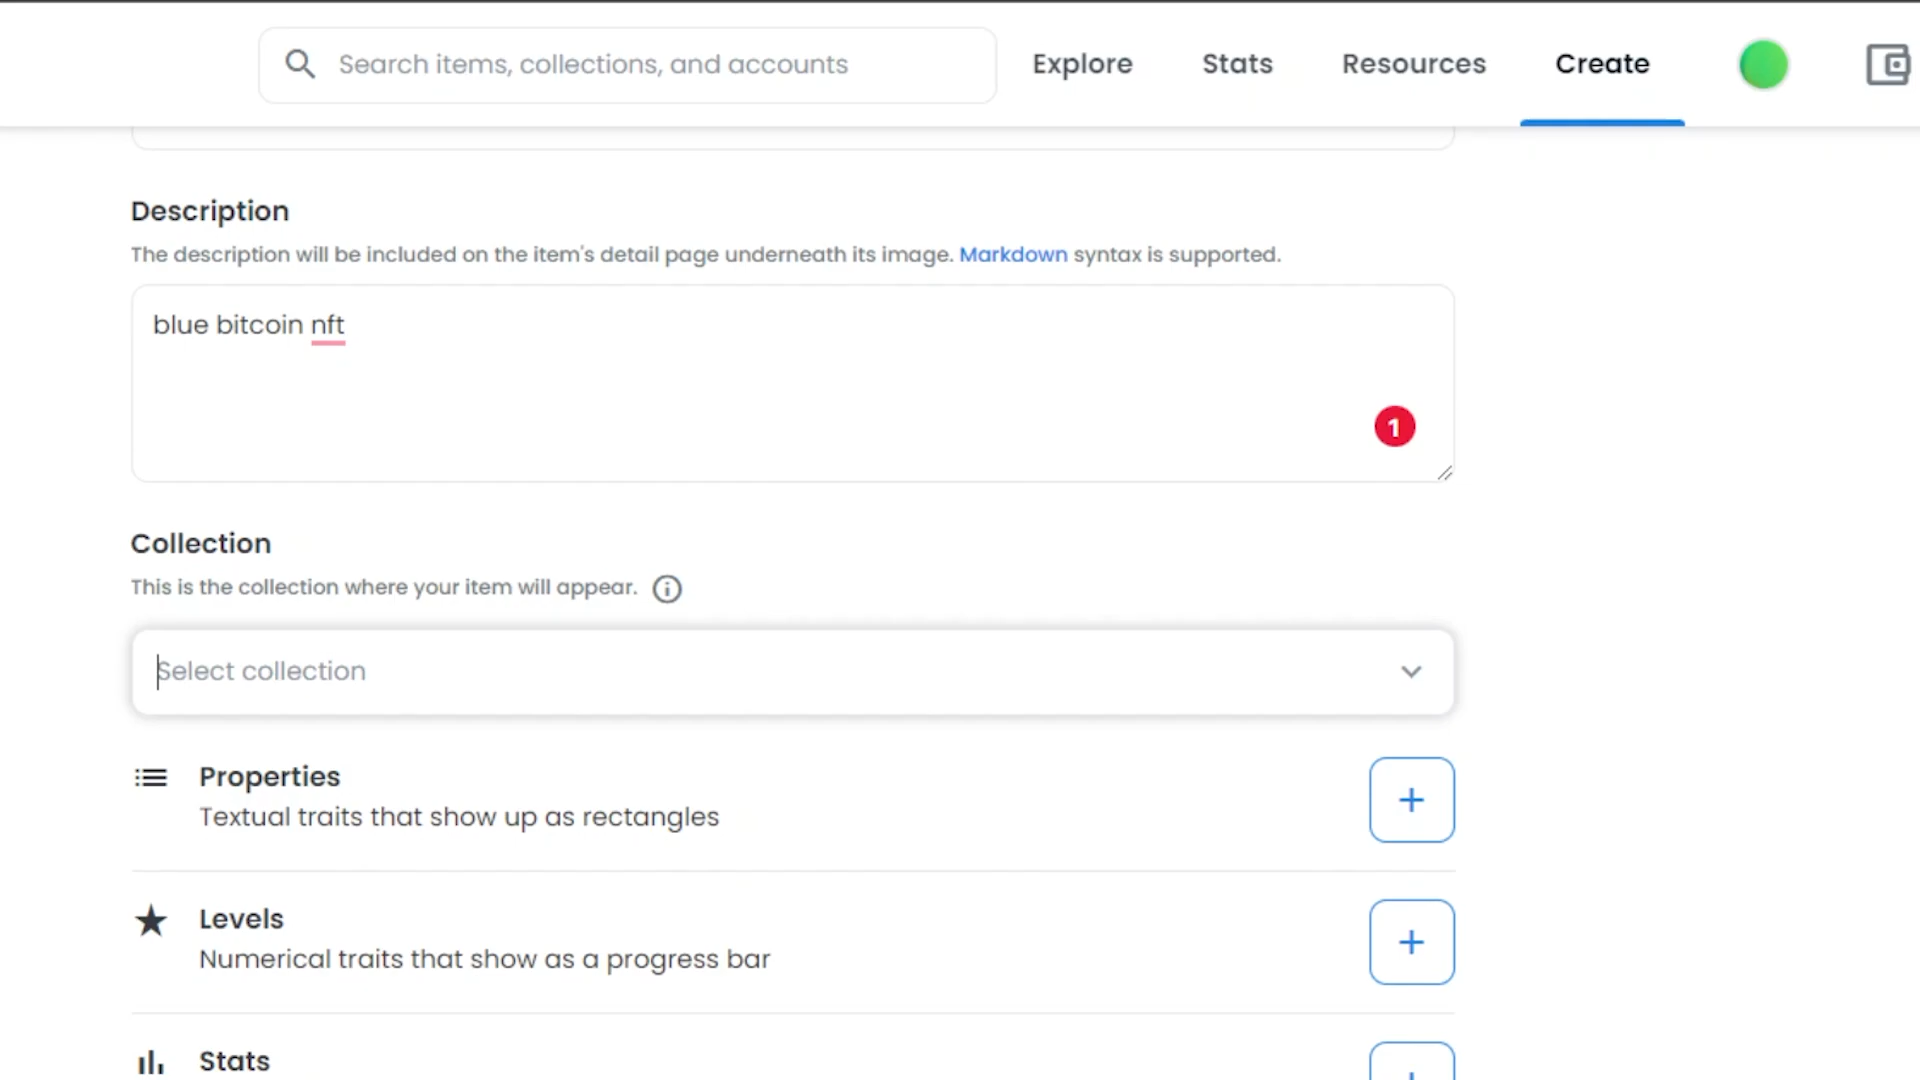 Search items, collections, and accounts
Explore
Stats
Resources
Create
Description
The description will be included on the item's detail page underneath its image. Markdown syntax is supported.
blue bitcoin nft
1
Collection
This is the collection where your item will appear.
Select collection
Properties
Textual traits that show up as rectangles
Levels
Numerical traits that show as a progress bar
Stats